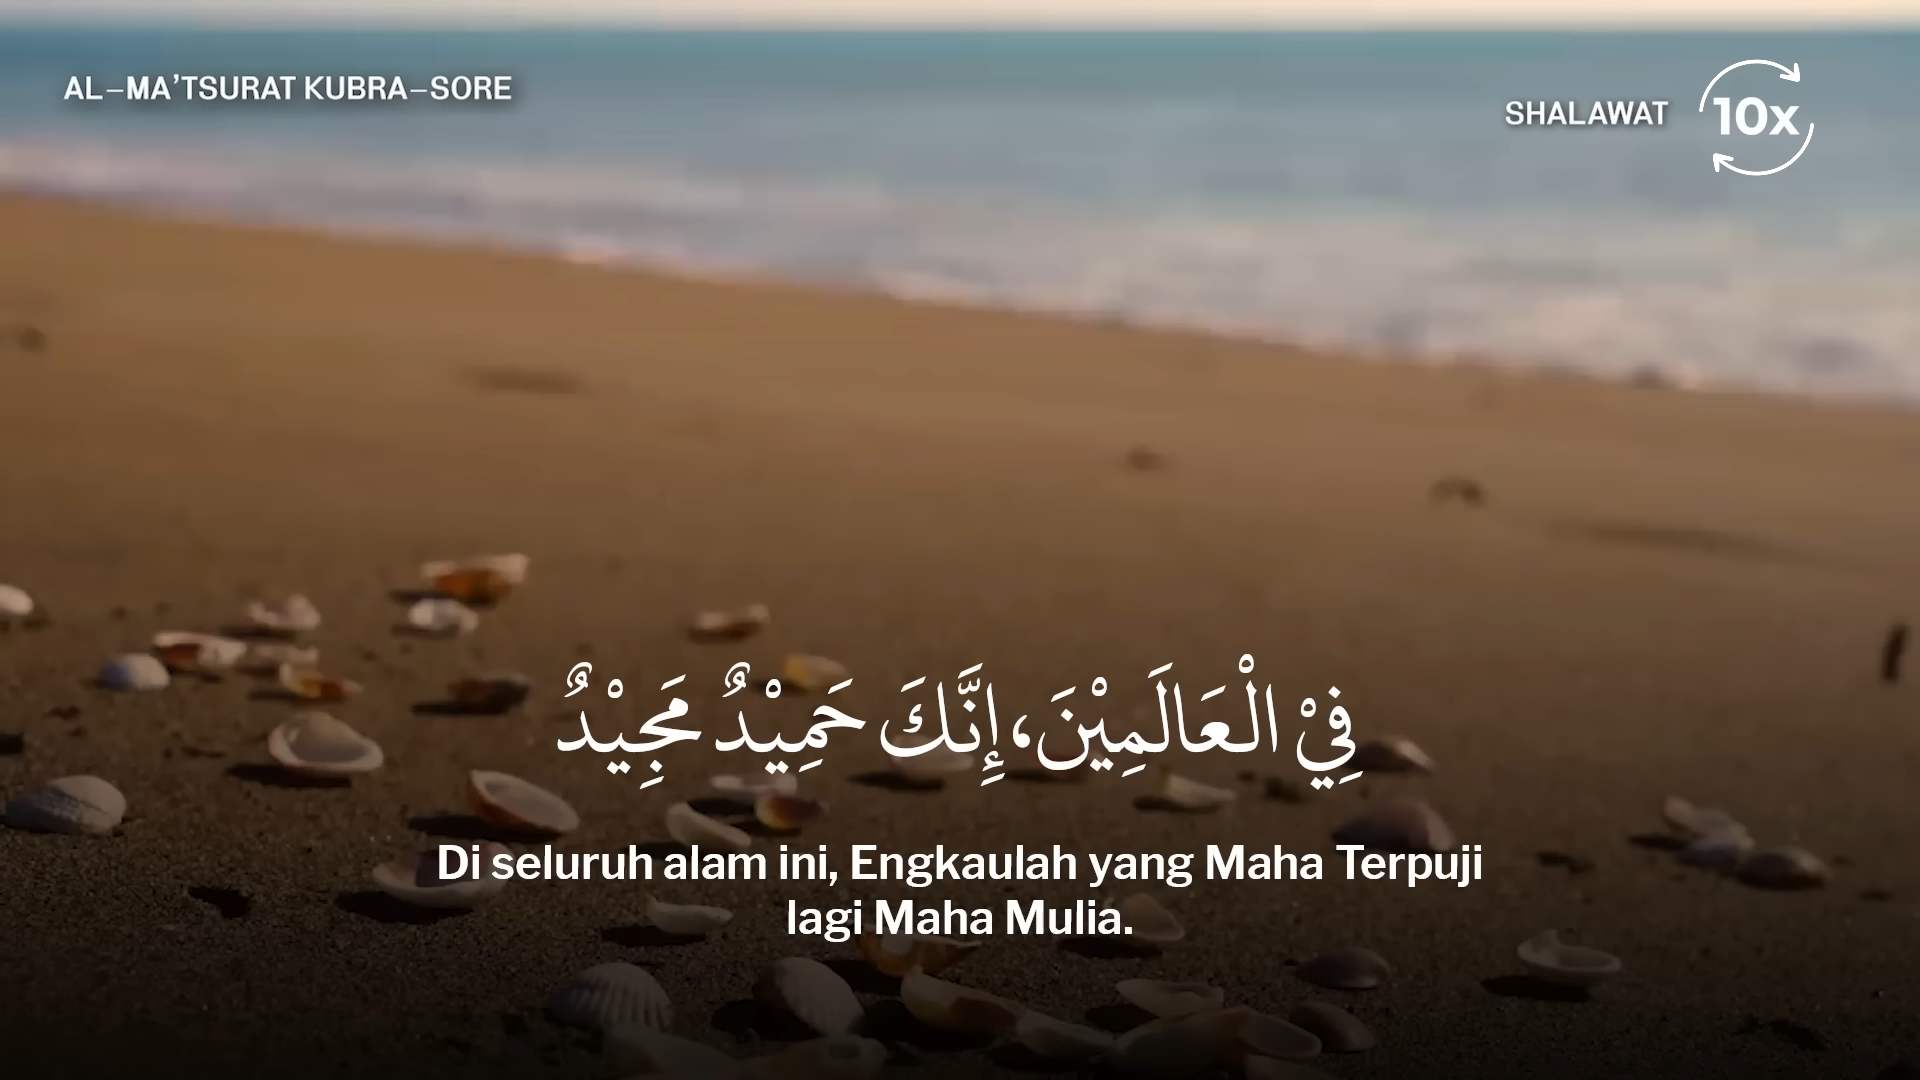 AL–MA’TSURAT KUBRA–SORE
SHALAWAT 10x
فِيْ الْعَالَمِيْنَ، إِنَّكَ حَمِيْدٌ مَجِيْدٌ
Di seluruh alam ini, Engkaulah yang Maha Terpuji
lagi Maha Mulia.